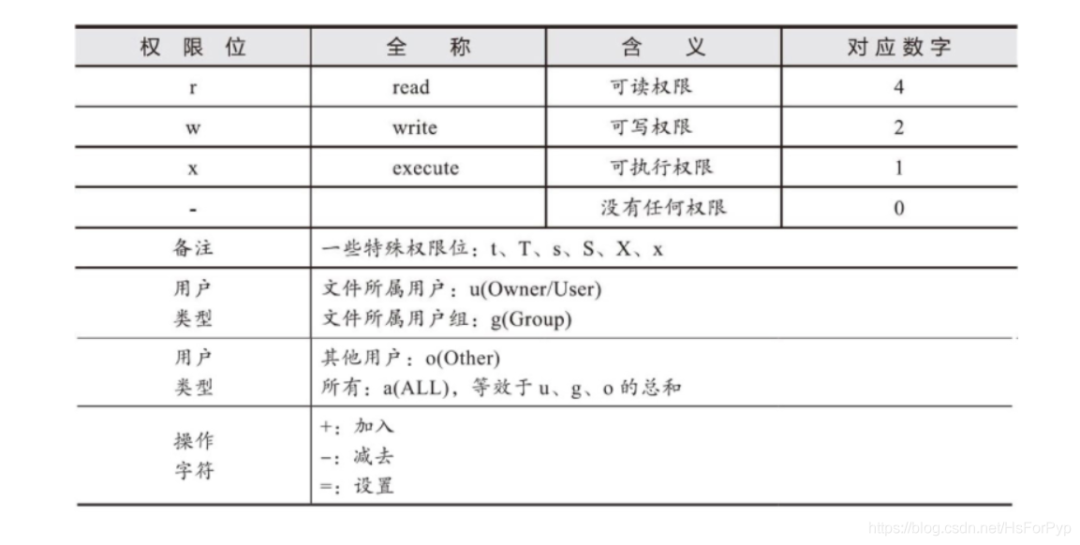 权 限 位 全 称 含 义 对应数字
r read 可读权限 4
w write 可写权限 2
x execute 可执行权限 1
- 没有任何权限 0
备注 一些特殊权限位：t、T、s、S、X、x
用户 文件所属用户：u(Owner/User)
类型 文件所属用户组：g(Group)
用户 其他用户：o(Other)
类型 所有：a(ALL)，等效于 u、g、o 的总和
操作
字符
+：加入
-：减去
=：设置
https://blog.csdn.net/HsForPyp